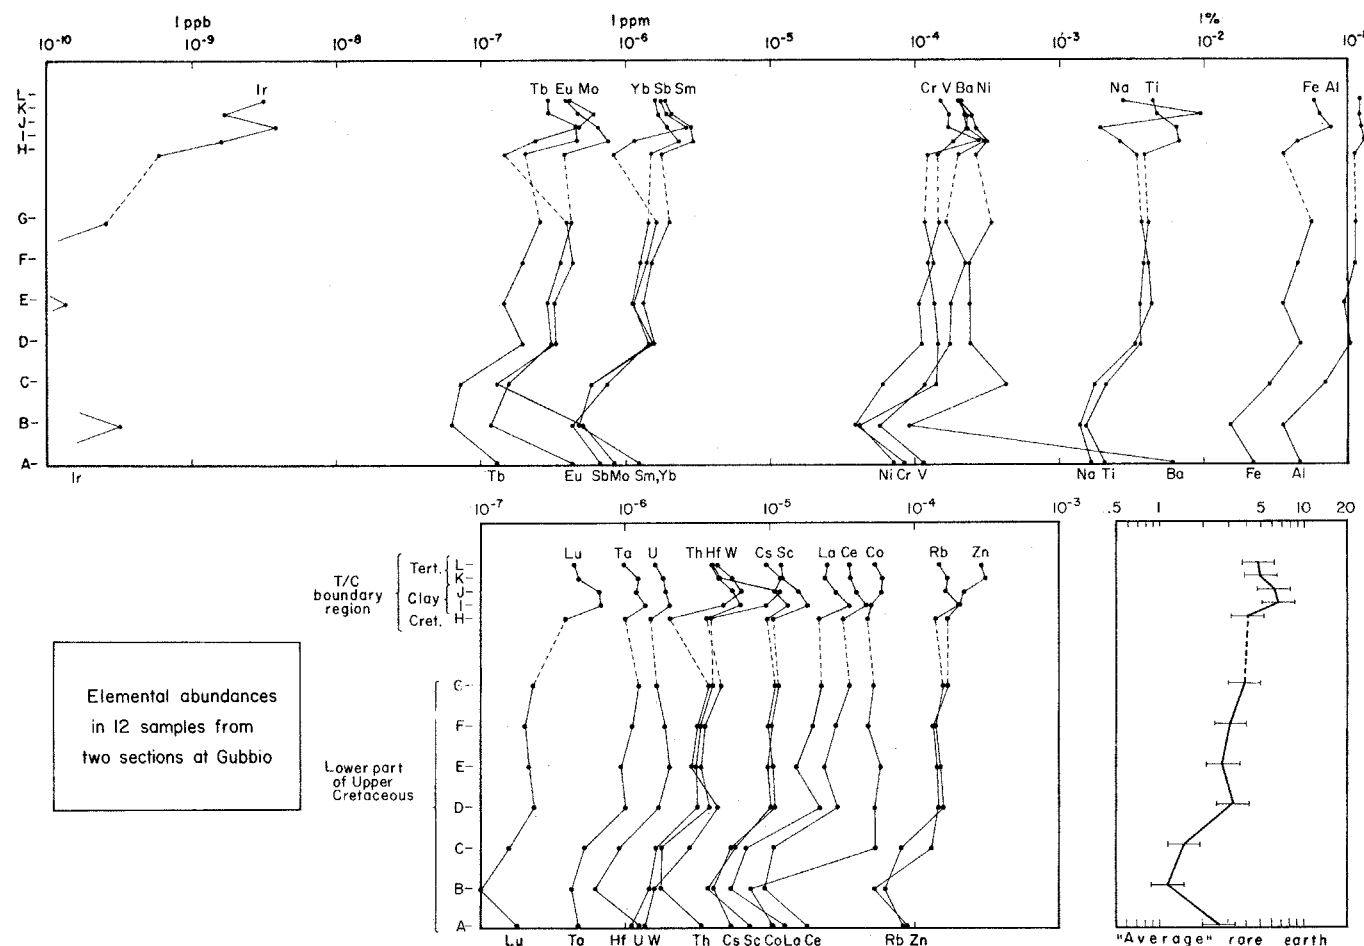 I ppb I ppm I%
10⁻¹⁰ 10⁻⁹ 10⁻⁸ 10⁻⁷ 10⁻⁶ 10⁻⁵ 10⁻⁴ 10⁻³ 10⁻² 10⁻¹
Ir Tb Eu Mo Yb Sb Sm Cr V Ba Ni Na Ti Fe Al
L-
K-
J-
I-
H-
G-
F-
E-
D-
C-
B-
A-
Ir Tb Eu Sb Mo Sm,Yb Ni Cr V Na Ti Ba Fe Al
10⁻⁷ 10⁻⁶ 10⁻⁵ 10⁻⁴ 10⁻³ .5 1 5 10 20
Lu Ta U Th Hf W Cs Sc La Ce Co Rb Zn
T/C
boundary
region
Tert.
Clay
Cret.
L-
K-
J-
I-
H-
G-
F-
E-
D-
C-
B-
A-
Lower part
of Upper
Cretaceous
Elemental abundances
in 12 samples from
two sections at Gubbio
Lu Ta Hf U W Th Cs Sc Co La Ce Rb Zn
"Average" rare earth